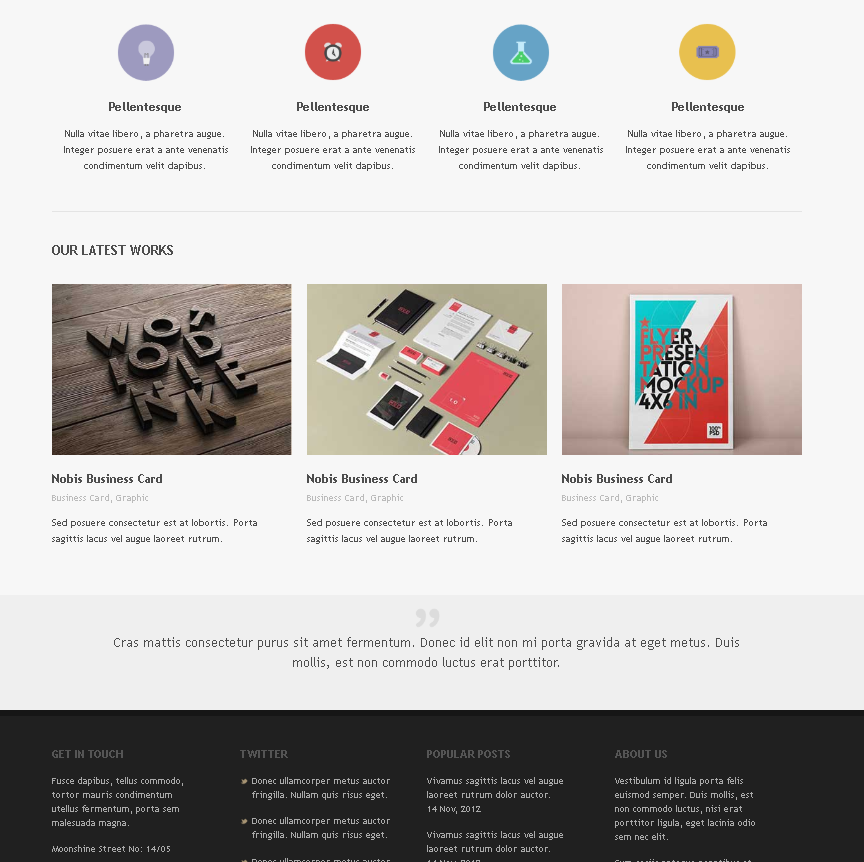 Pellentesque
Nulla vitae libero, a pharetra augue.
Integer posuere erat a ante venenatis
condimentum velit dapibus.
Pellentesque
Nulla vitae libero, a pharetra augue.
Integer posuere erat a ante venenatis
condimentum velit dapibus.
Pellentesque
Nulla vitae libero, a pharetra augue.
Integer posuere erat a ante venenatis
condimentum velit dapibus.
Pellentesque
Nulla vitae libero, a pharetra augue.
Integer posuere erat a ante venenatis
condimentum velit dapibus.
OUR LATEST WORKS
FLYER
PRESEN
TATION
MOCKUP
4X6 IN
100%
PSD
Nobis Business Card
Business Card, Graphic
Sed posuere consectetur est at lobortis. Porta
sagittis lacus vel augue laoreet rutrum.
Nobis Business Card
Business Card, Graphic
Sed posuere consectetur est at lobortis. Porta
sagittis lacus vel augue laoreet rutrum.
Nobis Business Card
Business Card, Graphic
Sed posuere consectetur est at lobortis. Porta
sagittis lacus vel augue laoreet rutrum.
”
Cras mattis consectetur purus sit amet fermentum. Donec id elit non mi porta gravida at eget metus. Duis
mollis, est non commodo luctus erat porttitor.
GET IN TOUCH
Fusce dapibus, tellus commodo,
tortor mauris condimentum
utellus fermentum, porta sem
malesuada magna.
Moonshine Street No: 14/05
TWITTER
Donec ullamcorper metus auctor
fringilla. Nullam quis risus eget.
Donec ullamcorper metus auctor
fringilla. Nullam quis risus eget.
Donec ullamcorper metus auctor
POPULAR POSTS
Vivamus sagittis lacus vel augue
laoreet rutrum dolor auctor.
14 Nov, 2012
Vivamus sagittis lacus vel augue
laoreet rutrum dolor auctor.
14 Nov, 2012
ABOUT US
Vestibulum id ligula porta felis
euismod semper. Duis mollis, est
non commodo luctus, nisi erat
porttitor ligula, eget lacinia odio
sem nec elit.